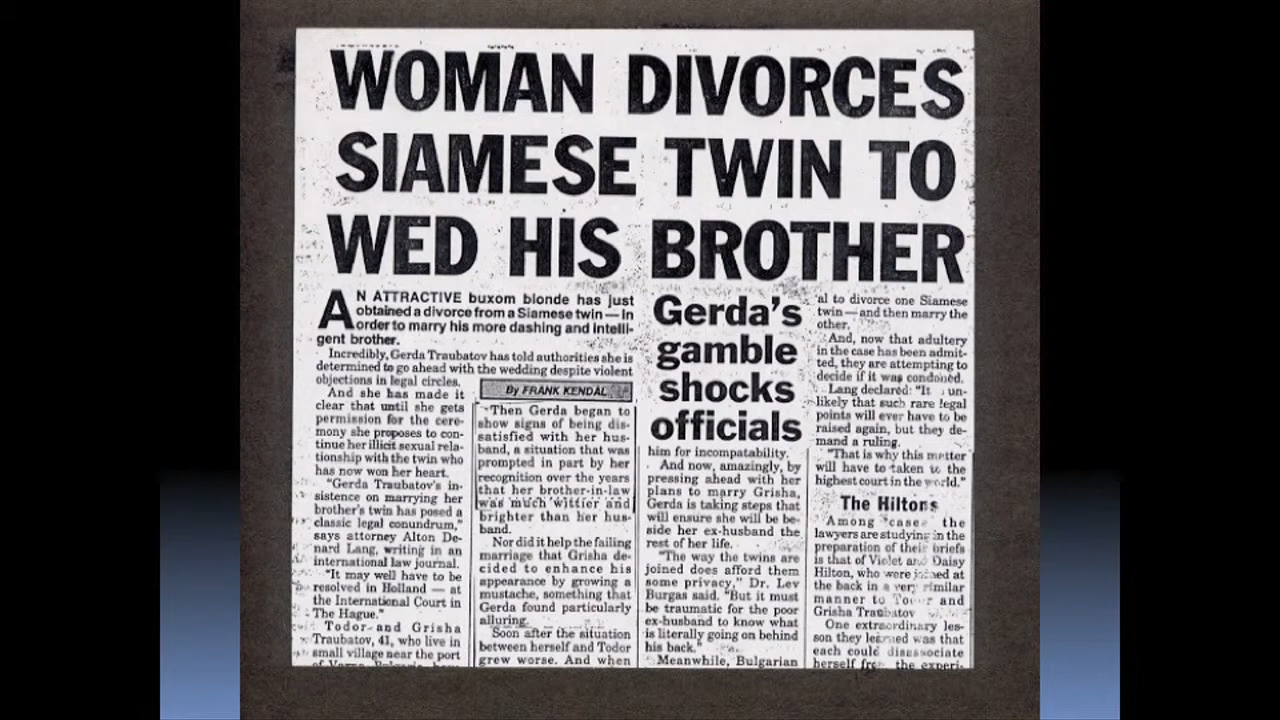 WOMAN DIVORCES
SIAMESE TWIN TO
WED HIS BROTHER
AN ATTRACTIVE buxom blonde has just
obtained a divorce from a Siamese twin — in
order to marry his more dashing and intelli-
gent brother.
Incredibly, Gerda Traubatov has told authorities she is
determined to go ahead with the wedding despite violent
objections in legal circles.
And she has made it
clear that until she gets
permission for the cere-
mony she proposes to con-
tinue her illicit sexual rela-
tionship with the twin who
has now won her heart.
"Gerda Traubatov's in-
sistence on marrying her
brother's twin has posed a
classic legal conundrum,"
says attorney Alton De-
nard Lang, writing in an
international law journal.
"It may well have to be
resolved in Holland — at
the International Court in
The Hague."
Todor and Grisha
Traubatov, 41, who live in
small village near the port
of Varna, Bulgaria,
By FRANK KENDAL
Then Gerda began to
show signs of being dis-
satisfied with her hus-
band, a situation that was
prompted in part by her
recognition over the years
that her brother-in-law
was much wittier and
brighter than her hus-
band.
Nor did it help the failing
marriage that Grisha de-
cided to enhance his
appearance by growing a
mustache, something that
Gerda found particularly
alluring.
Soon after the situation
between herself and Todor
grew worse. And when
Gerda's
gamble
shocks
officials
him for incompatability.
And now, amazingly, by
pressing ahead with her
plans to marry Grisha,
Gerda is taking steps that
will ensure she will be be-
side her ex-husband the
rest of her life.
"The way the twins are
joined does afford them
some privacy," Dr. Lev
Burgas said. "But it must
be traumatic for the poor
ex-husband to know what
is literally going on behind
his back."
Meanwhile, Bulgarian
al to divorce one Siamese
twin — and then marry the
other.
And, now that adultery
in the case has been admit-
ted, they are attempting to
decide if it was condoned.
Lang declared: "It un-
likely that such rare legal
points will ever have to be
raised again, but they de-
mand a ruling.
"That is why this matter
will have to taken to the
highest court in the world."
The Hiltons
Among cases the
lawyers are studying in the
preparation of their briefs
is that of Violet and Daisy
Hilton, who were joined at
the back in a very similar
manner to Todor and
Grisha Traubatov
One extraordinary les-
son they learned was that
each could disassociate
herself from the experi-